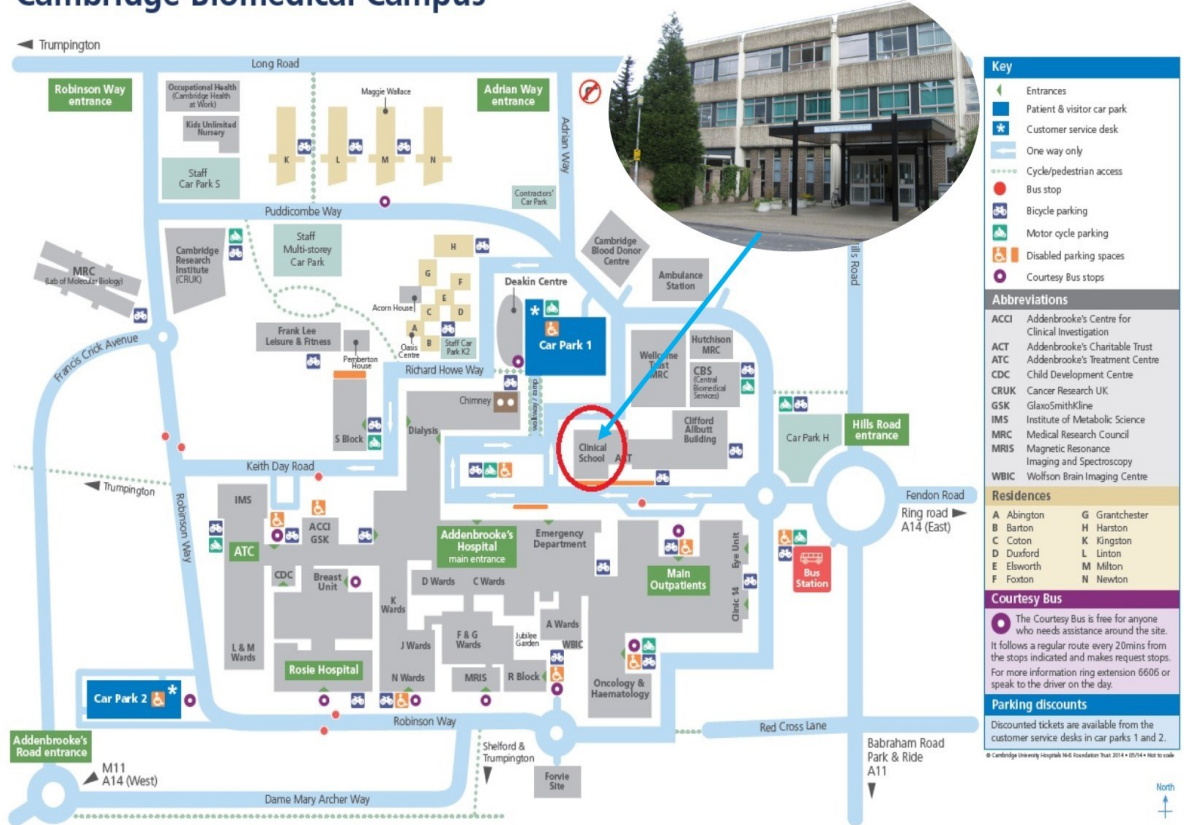 Cambridge Biomedical Campus
Trumpington
Long Road
Robinson Way
entrance
Occupational Health
(Cambridge Health
at Work)
Kids Unlimited
Nursery
Staff
Car Park S
Maggie Wallace
K
L
M
N
Adrian Way
entrance
Adrian Way
Contractors'
Car Park
Puddicombe Way
MRC
(Lab of Molecular Biology)
Cambridge
Research
Institute
(CRUK)
Staff
Multi-storey
Car Park
H
G
F
E
C
D
A
B
Acorn House
Oasis
Centre
Staff Car
Park K2
Deakin Centre
Car Park 1
Cambridge
Blood Donor
Centre
Ambulance
Station
Hills Road
Francis Crick Avenue
Frank Lee
Leisure & Fitness
Pemberton
House
Richard Howe Way
Wellcome
Trust
MRC
Hutchison
MRC
CBS
(Central
Biomedical
Services)
Chimney
walkway / ramp
Dialysis
S Block
Clinical
School
Clifford
Allbutt
Building
Car Park H
Hills Road
entrance
Keith Day Road
Trumpington
Robinson Way
Fendon Road
Ring road
A14 (East)
IMS
ACCI
GSK
ATC
Addenbrooke's
Hospital
main entrance
Emergency
Department
Main
Outpatients
Eye Unit
Clinic 14
Bus
Station
CDC
Breast
Unit
D Wards
C Wards
K
Wards
A Wards
J Wards
F & G
Wards
Jubilee
Garden
WBIC
L & M
Wards
Rosie Hospital
N Wards
MRIS
R Block
Oncology &
Haematology
Car Park 2
Robinson Way
Red Cross Lane
Addenbrooke's
Road entrance
M11
A14 (West)
Shelford &
Trumpington
Forvie
Site
Babraham Road
Park & Ride
A11
Dame Mary Archer Way
Key
Entrances
Patient & visitor car park
Customer service desk
One way only
Cycle/pedestrian access
Bus stop
Bicycle parking
Motor cycle parking
Disabled parking spaces
Courtesy Bus stops
Abbreviations
ACCI Addenbrooke's Centre for
Clinical Investigation
ACT Addenbrooke's Charitable Trust
ATC Addenbrooke's Treatment Centre
CDC Child Development Centre
CRUK Cancer Research UK
GSK GlaxoSmithKline
IMS Institute of Metabolic Science
MRC Medical Research Council
MRIS Magnetic Resonance
Imaging and Spectroscopy
WBIC Wolfson Brain Imaging Centre
Residences
A Abington G Grantchester
B Barton H Harston
C Coton K Kingston
D Duxford L Linton
E Elsworth M Milton
F Foxton N Newton
Courtesy Bus
The Courtesy Bus is free for anyone
who needs assistance around the site.
It follows a regular route every 20mins from
the stops indicated and makes request stops.
For more information ring extension 6606 or
speak to the driver on the day.
Parking discounts
Discounted tickets are available from the
customer service desks in car parks 1 and 2.
© Cambridge University Hospitals NHS Foundation Trust 2014 • 05/14 • Not to scale
North